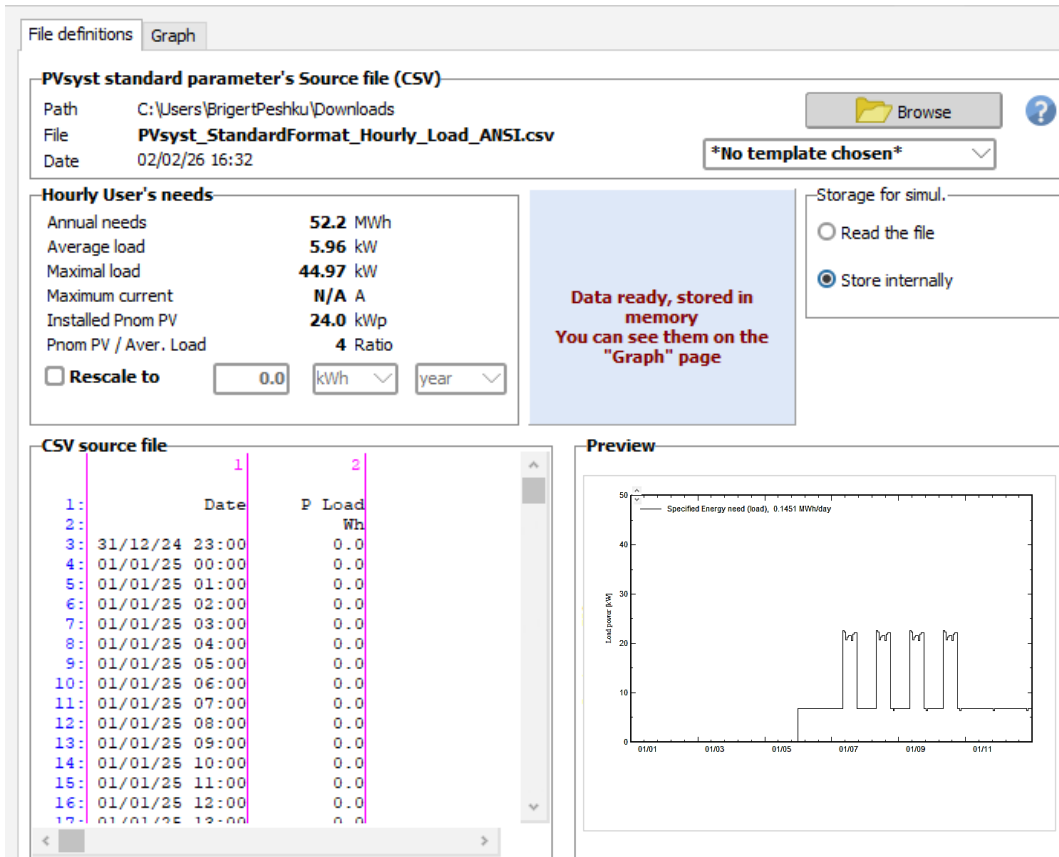 File definitions Graph
PVsyst standard parameter's Source file (CSV)
Path C:\Users\BrigertPeshku\Downloads
File PVsyst_StandardFormat_Hourly_Load_ANSI.csv
Date 02/02/26 16:32
Browse
?
*No template chosen*
Hourly User's needs
Annual needs 52.2 MWh
Average load 5.96 kW
Maximal load 44.97 kW
Maximum current N/A A
Installed Pnom PV 24.0 kWp
Pnom PV / Aver. Load 4 Ratio
Rescale to 0.0 kWh year
Data ready, stored in
memory
You can see them on the
"Graph" page
Storage for simul.
Read the file
Store internally
CSV source file
1 2
1: Date P Load
2: Wh
3: 31/12/24 23:00 0.0
4: 01/01/25 00:00 0.0
5: 01/01/25 01:00 0.0
6: 01/01/25 02:00 0.0
7: 01/01/25 03:00 0.0
8: 01/01/25 04:00 0.0
9: 01/01/25 05:00 0.0
10: 01/01/25 06:00 0.0
11: 01/01/25 07:00 0.0
12: 01/01/25 08:00 0.0
13: 01/01/25 09:00 0.0
14: 01/01/25 10:00 0.0
15: 01/01/25 11:00 0.0
16: 01/01/25 12:00 0.0
17: 01/01/25 13:00 0.0
Preview
Specified Energy need (load), 0.1451 MWh/day
Load power [kW]
50
40
30
20
10
0
01/01 01/03 01/05 01/07 01/09 01/11